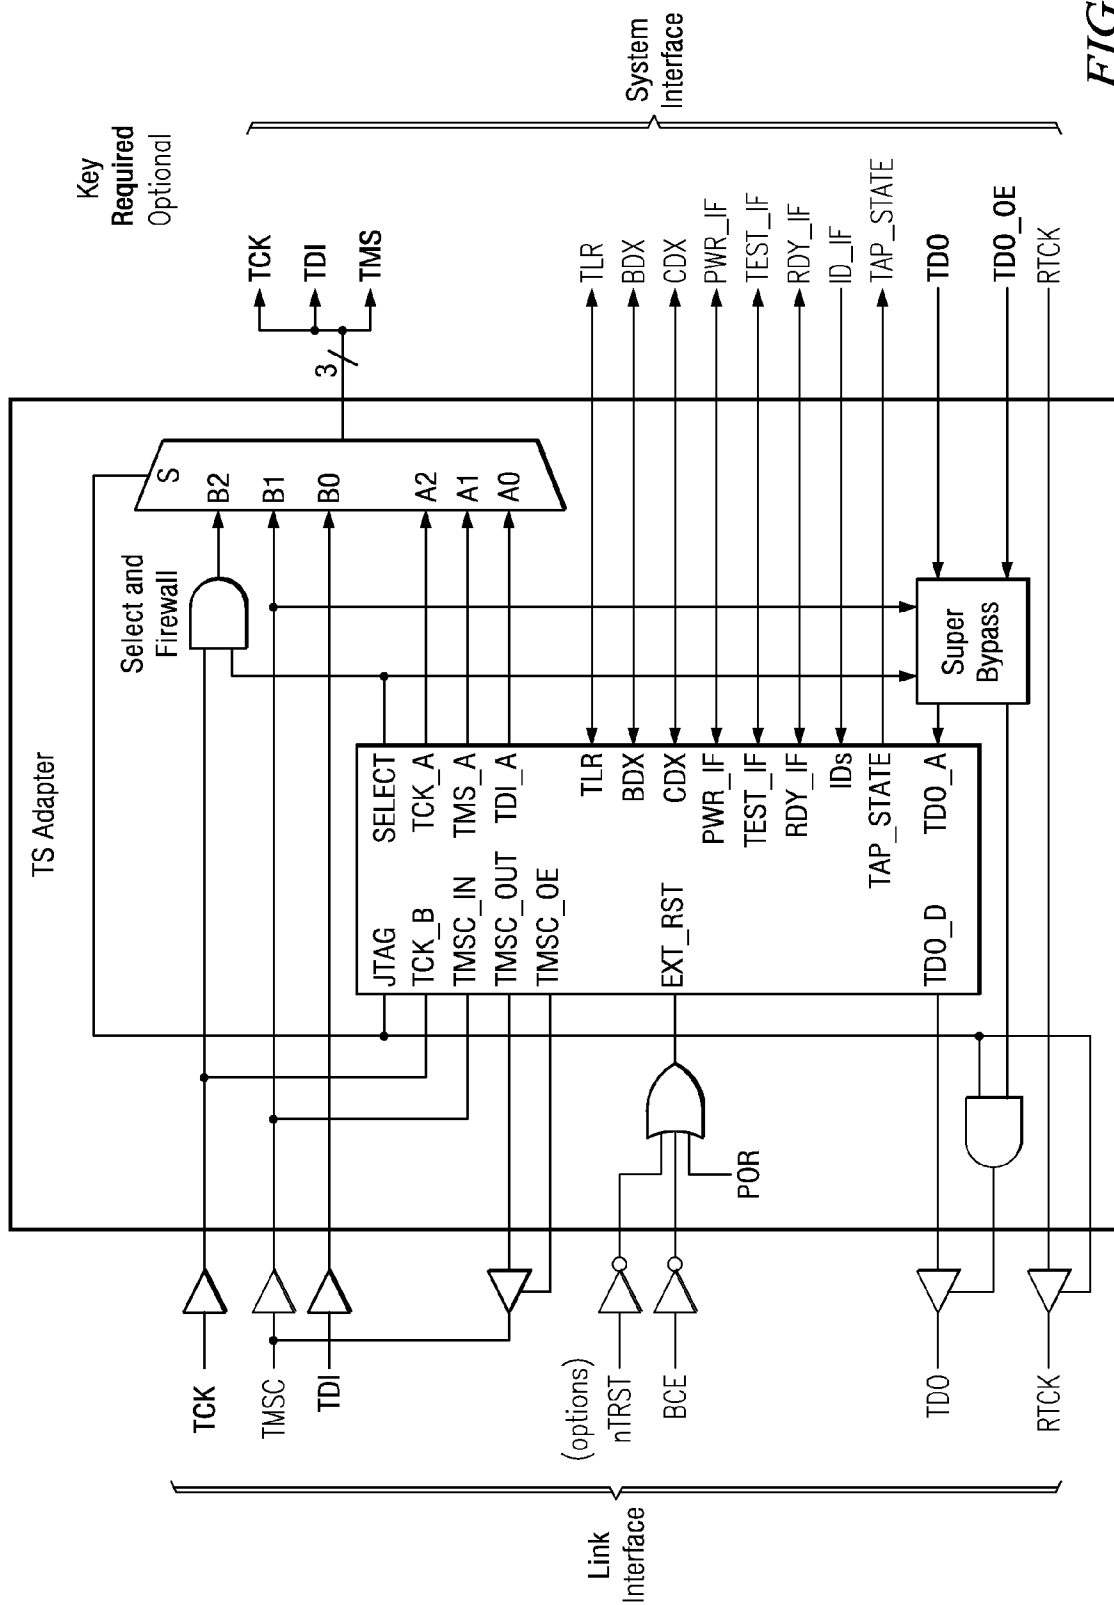 TS Adapter
Key
Required
Optional
Link
Interface
System
Interface
TCK
TMSC
TDI
(options)
nTRST
BCE
TDO
RTCK
POR
Select and
Firewall
JTAG
TCK_B
TMSC_IN
TMSC_OUT
TMSC_OE
EXT_RST
TDO_D
SELECT
TCK_A
TMS_A
TDI_A
TLR
BDX
CDX
PWR_IF
TEST_IF
RDY_IF
IDs
TAP_STATE
TDO_A
S
B2
B1
B0
A2
A1
A0
3
Super
Bypass
TCK
TDI
TMS
TLR
BDX
CDX
PWR_IF
TEST_IF
RDY_IF
ID_IF
TAP_STATE
TDO
TDO_OE
RTCK
FIG